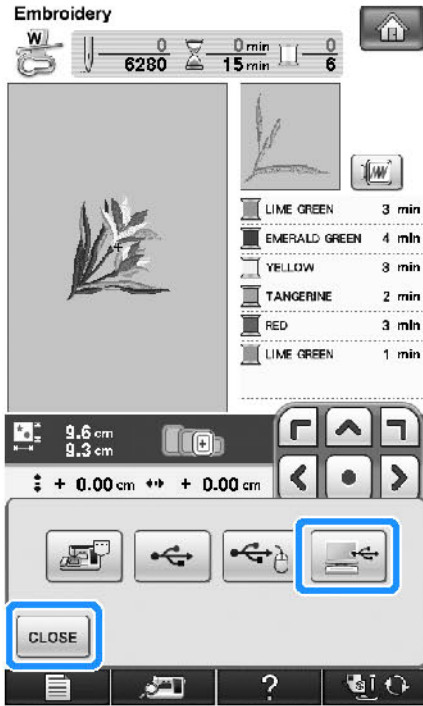 Embroidery
W
0
6280
0 min
15 min
0
6
LIME GREEN 3 min
EMERALD GREEN 4 min
YELLOW 3 min
TANGERINE 2 min
RED 3 min
LIME GREEN 1 min
9.6 cm
9.3 cm
+ 0.00 cm + 0.00 cm
CLOSE
?